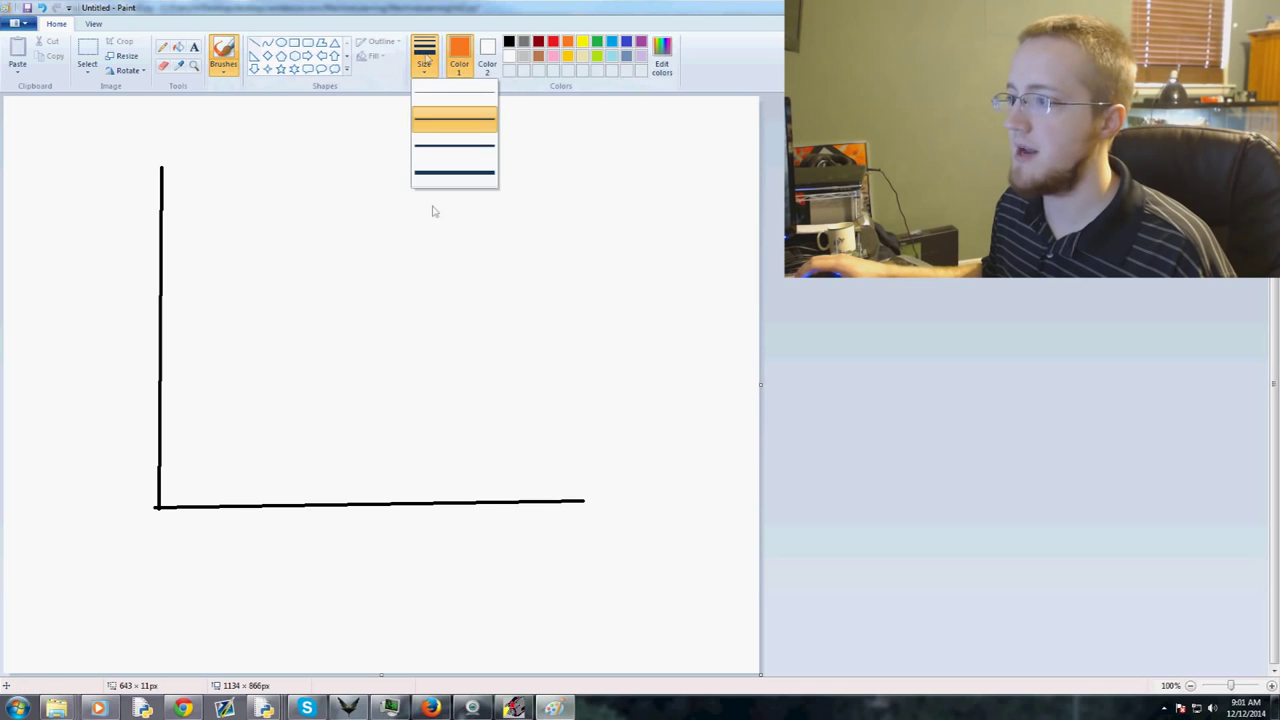 Untitled - Paint
Home View
Paste
Cut
Copy
Clipboard
Select
Crop
Resize
Rotate
Image
Tools
Brushes
Shapes
Outline
Fill
Size
Color 1
Color 2
Edit colors
Colors
643 × 11px
1134 × 866px
100%
9:01 AM
12/12/2014